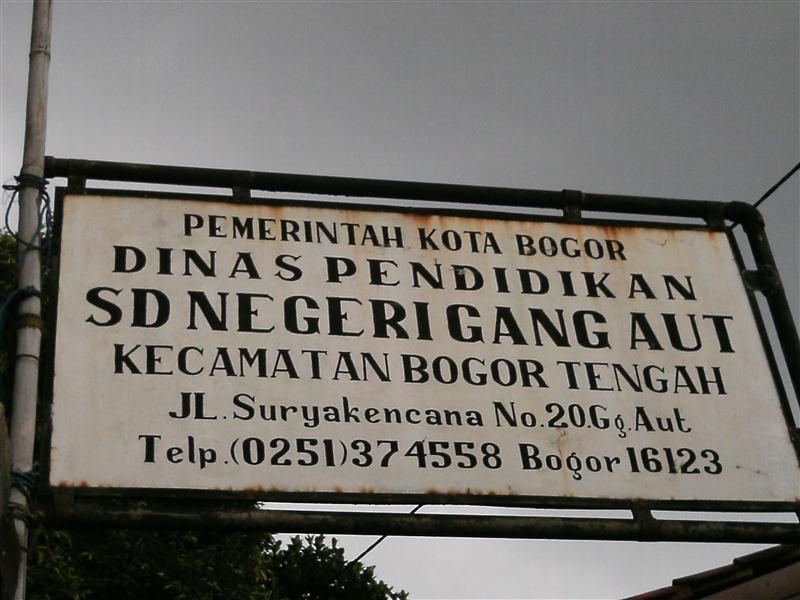 PEMERINTAH KOTA BOGOR
DINAS PENDIDIKAN
SD NEGERI GANG AUT
KECAMATAN BOGOR TENGAH
JL. Suryakencana No.20.Gg.Aut
Telp.(0251)374558 Bogor 16123